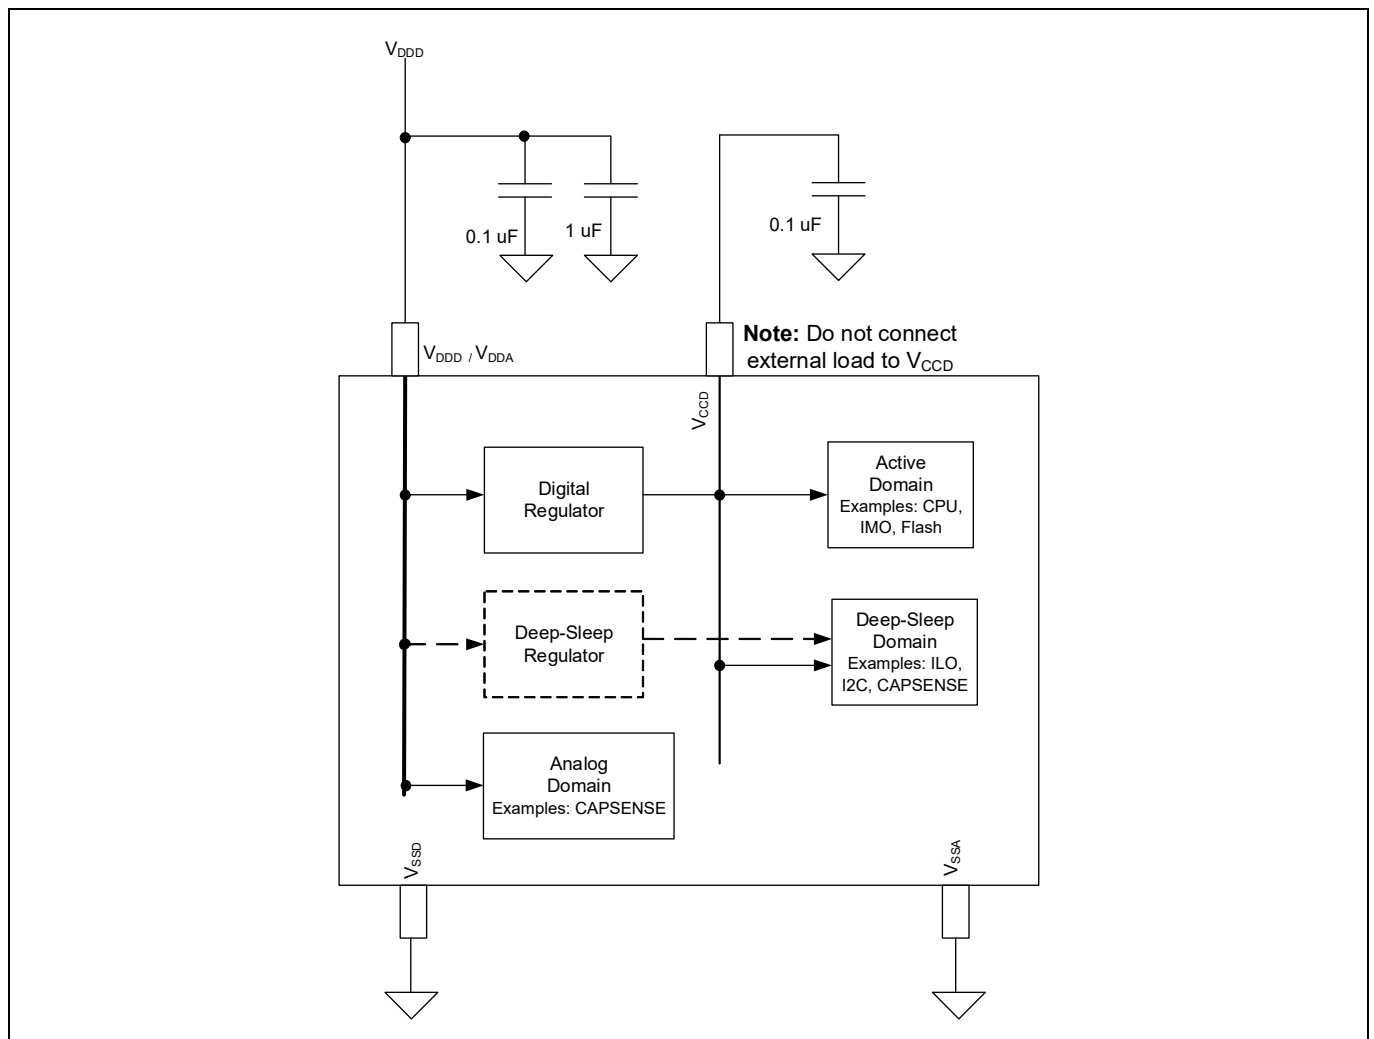 VDDD
0.1 uF
1 uF
0.1 uF
VDDD / VDDA
Note: Do not connect
external load to VCCD
VCCD
Digital
Regulator
Active
Domain
Examples: CPU,
IMO, Flash
Deep-Sleep
Regulator
Deep-Sleep
Domain
Examples: ILO,
I2C, CAPSENSE
Analog
Domain
Examples: CAPSENSE
VSSD
VSSA